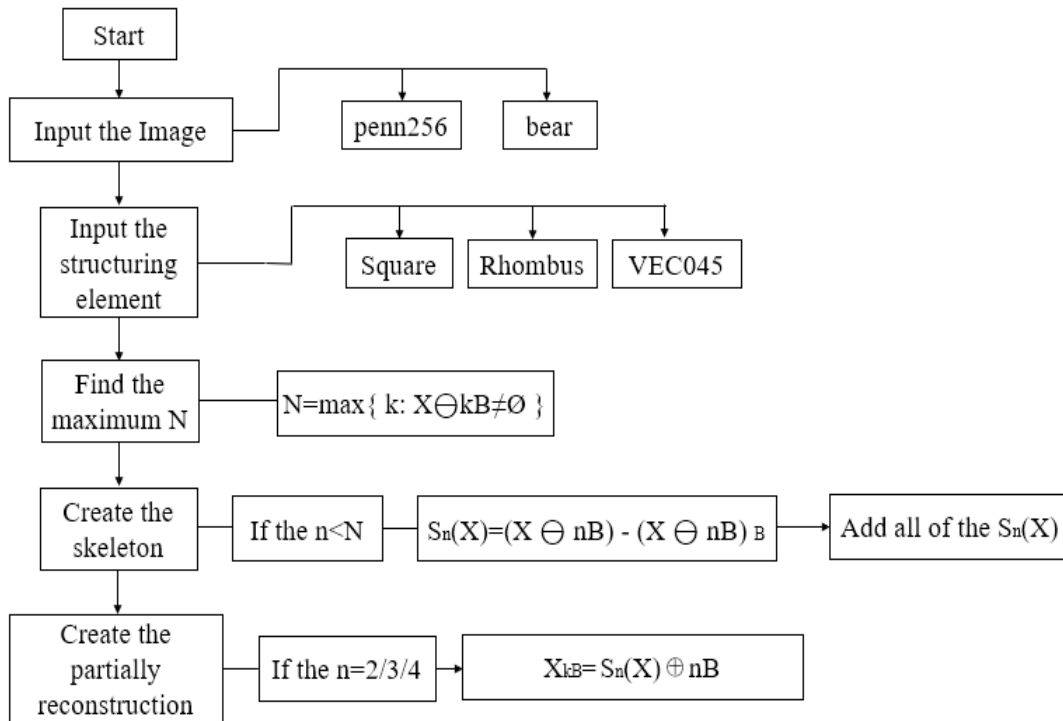 Start
Input the Image
penn256
bear
Input the
structuring
element
Square
Rhombus
VEC045
Find the
maximum N
N=max{ k: X⊖kB≠Ø }
Create the
skeleton
If the n<N
Sn(X)=(X ⊖ nB) - (X ⊖ nB) B
Add all of the Sn(X)
Create the
partially
reconstruction
If the n=2/3/4
XkB= Sn(X) ⊕ nB